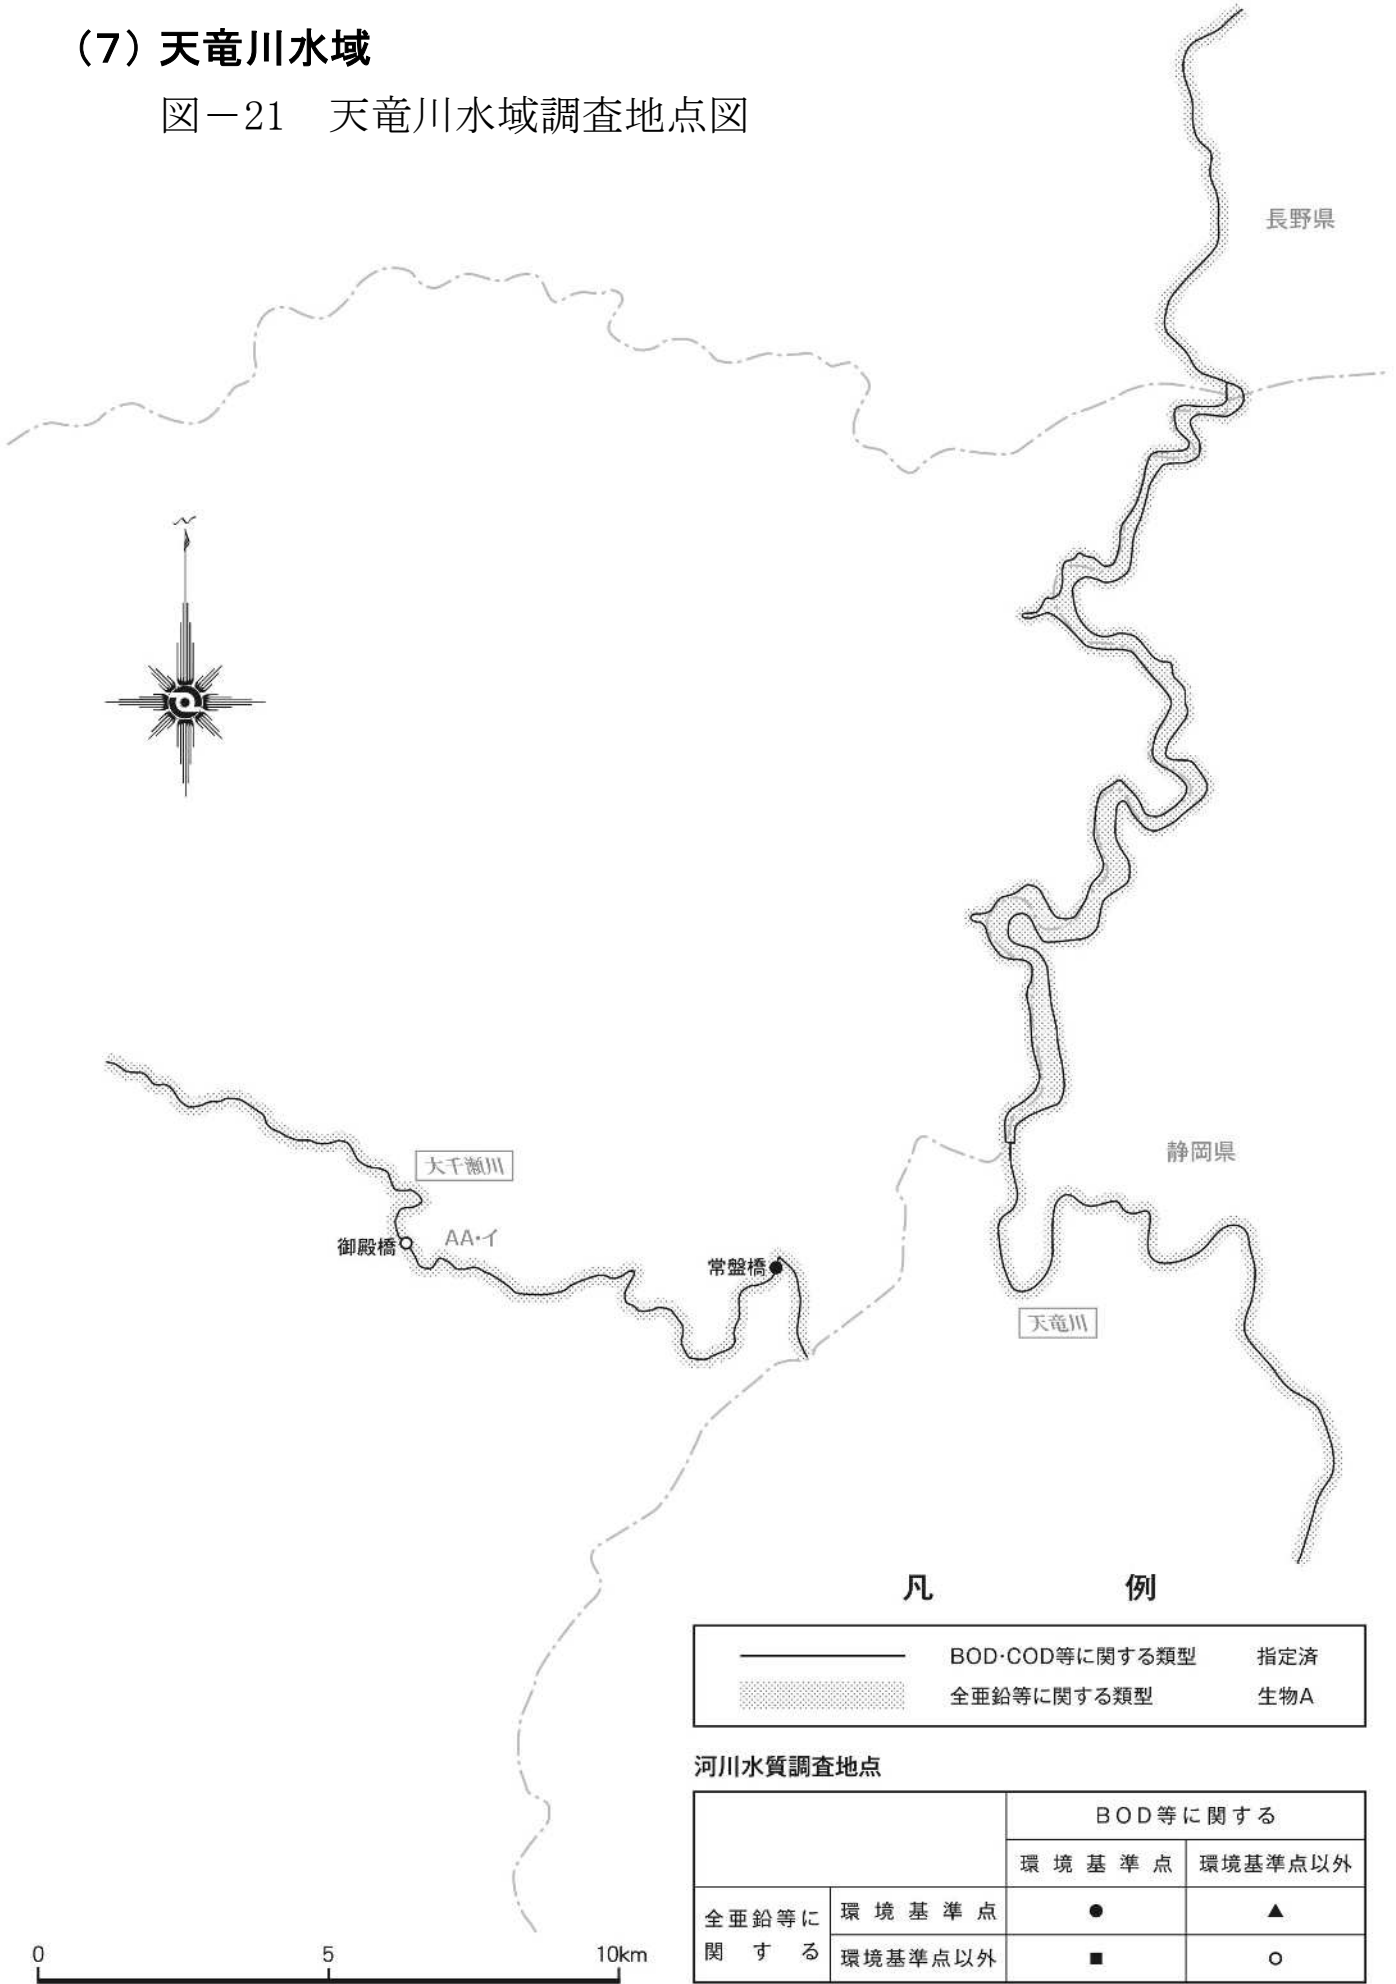 （7）天竜川水域
図－21　天竜川水域調査地点図
長野県
N
大千瀬川
静岡県
御殿橋
AA・イ
常盤橋
天竜川
凡　例
BOD・COD等に関する類型　指定済
全亜鉛等に関する類型　生物A
河川水質調査地点
BOD等に関する
環境基準点　環境基準点以外
全亜鉛等に関する　環境基準点　●　▲
環境基準点以外　■　○
0　5　10km